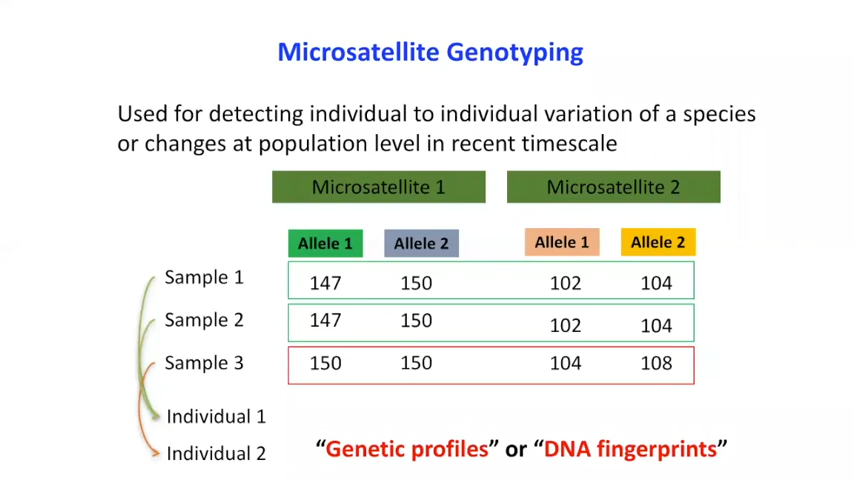 Microsatellite Genotyping
Used for detecting individual to individual variation of a species
or changes at population level in recent timescale
Microsatellite 1 Microsatellite 2
Allele 1 Allele 2 Allele 1 Allele 2
Sample 1 147 150 102 104
Sample 2 147 150 102 104
Sample 3 150 150 104 108
Individual 1
Individual 2
“Genetic profiles” or “DNA fingerprints”